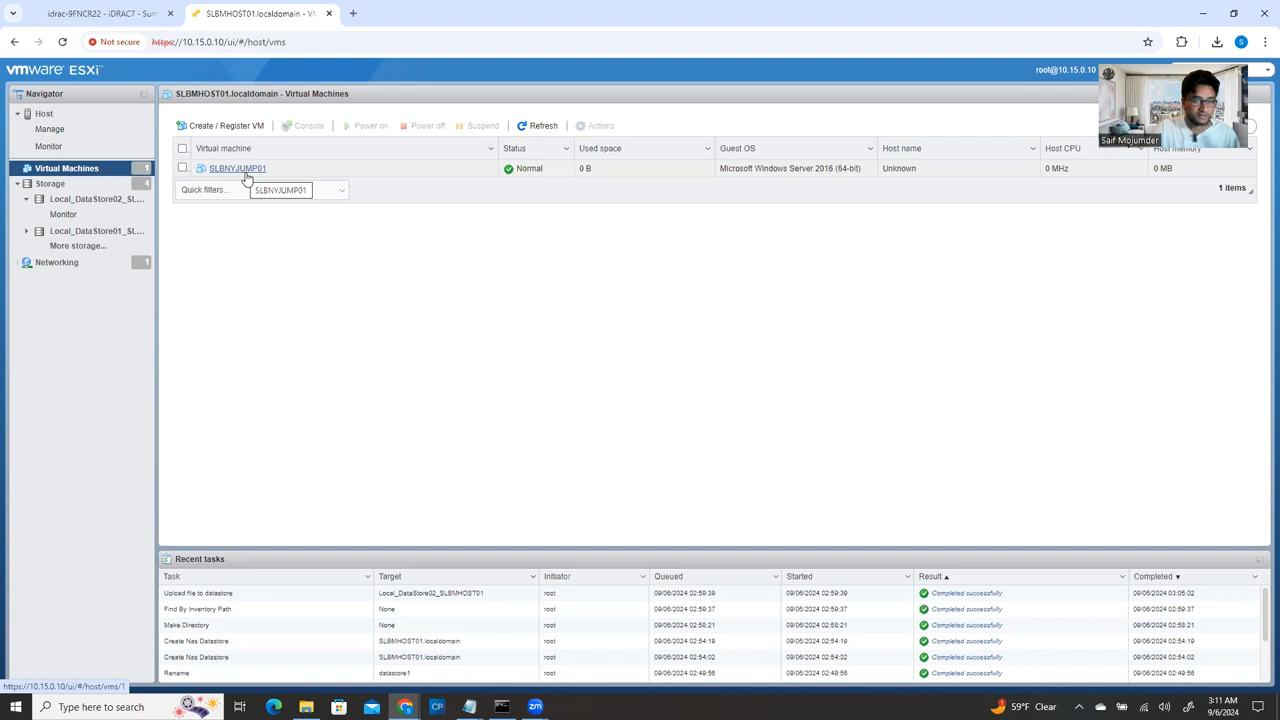 idrac-9FNCR22 - iDRAC7 - Sum
SLBMHOST01.localdomain - VM
Not secure
https://10.15.0.10/ui/#/host/vms
S
vmware ESXi
root@10.15.0.10
Navigator
SLBMHOST01.localdomain - Virtual Machines
Saif Mojumder
Host
Manage
Monitor
Virtual Machines 1
Storage 4
Local_DataStore02_SL...
Monitor
Local_DataStore01_SL...
More storage...
Networking 1
Create / Register VM
Console
Power on
Power off
Suspend
Refresh
Actions
Virtual machine Status Used space Guest OS Host name Host CPU Host memory
SLBNYJUMP01 Normal 0 B Microsoft Windows Server 2016 (64-bit) Unknown 0 MHz 0 MB
Quick filters...
SLBNYJUMP01
1 items
Recent tasks
Task Target Initiator Queued Started Result Completed
Upload file to datastore Local_DataStore02_SLBMHOST01 root 09/06/2024 02:59:39 09/06/2024 02:59:39 Completed successfully 09/06/2024 03:05:02
Find By Inventory Path None root 09/06/2024 02:59:37 09/06/2024 02:59:37 Completed successfully 09/06/2024 02:59:37
Make Directory None root 09/06/2024 02:58:21 09/06/2024 02:58:21 Completed successfully 09/06/2024 02:58:21
Create Nas Datastore SLBMHOST01.localdomain root 09/06/2024 02:54:19 09/06/2024 02:54:19 Completed successfully 09/06/2024 02:54:19
Create Nas Datastore SLBMHOST01.localdomain root 09/06/2024 02:54:02 09/06/2024 02:54:02 Completed successfully 09/06/2024 02:54:02
Rename datastore1 root 09/06/2024 02:49:56 09/06/2024 02:49:56 Completed successfully 09/06/2024 02:49:56
https://10.15.0.10/ui/#/host/vms/1
Type here to search
CP
zm
59°F Clear
3:11 AM
9/6/2024